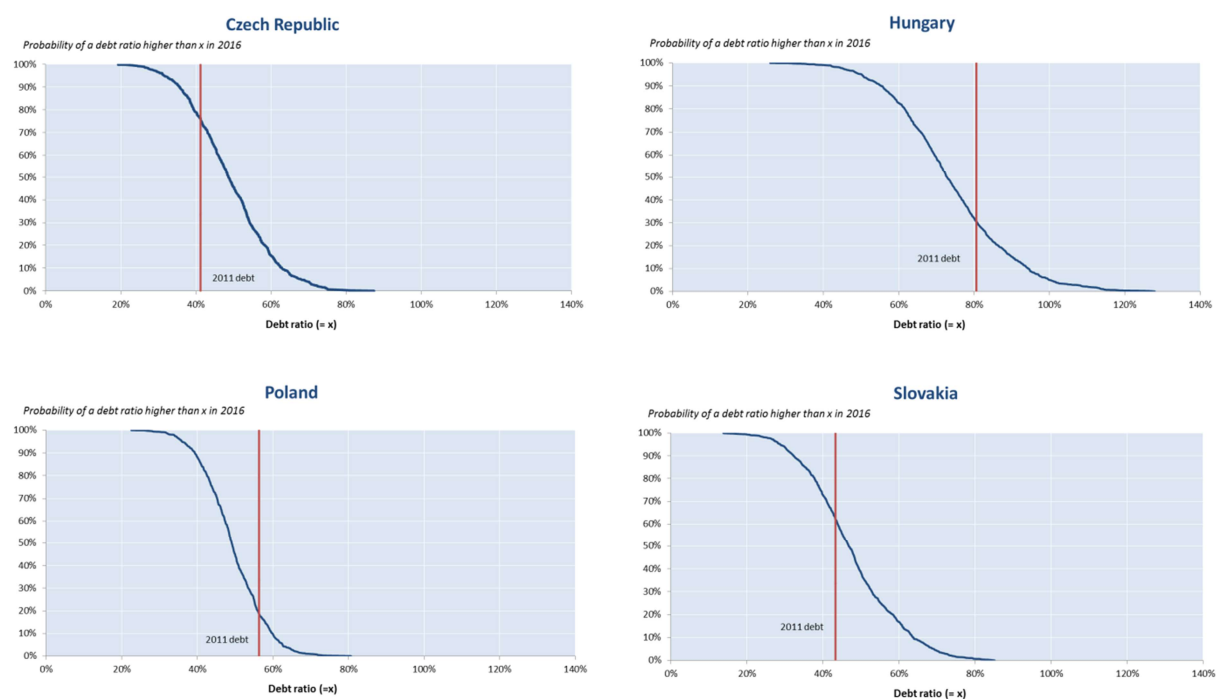 Czech Republic
Probability of a debt ratio higher than x in 2016
100%
90%
80%
70%
60%
50%
40%
30%
20%
10%
0%
2011 debt
0% 20% 40% 60% 80% 100% 120% 140%
Debt ratio (= x)
Hungary
Probability of a debt ratio higher than x in 2016
100%
90%
80%
70%
60%
50%
40%
30%
20%
10%
0%
2011 debt
0% 20% 40% 60% 80% 100% 120% 140%
Debt ratio (= x)
Poland
Probability of a debt ratio higher than x in 2016
100%
90%
80%
70%
60%
50%
40%
30%
20%
10%
0%
2011 debt
0% 20% 40% 60% 80% 100% 120% 140%
Debt ratio (=x)
Slovakia
Probability of a debt ratio higher than x in 2016
100%
90%
80%
70%
60%
50%
40%
30%
20%
10%
0%
2011 debt
0% 20% 40% 60% 80% 100% 120% 140%
Debt ratio (= x)